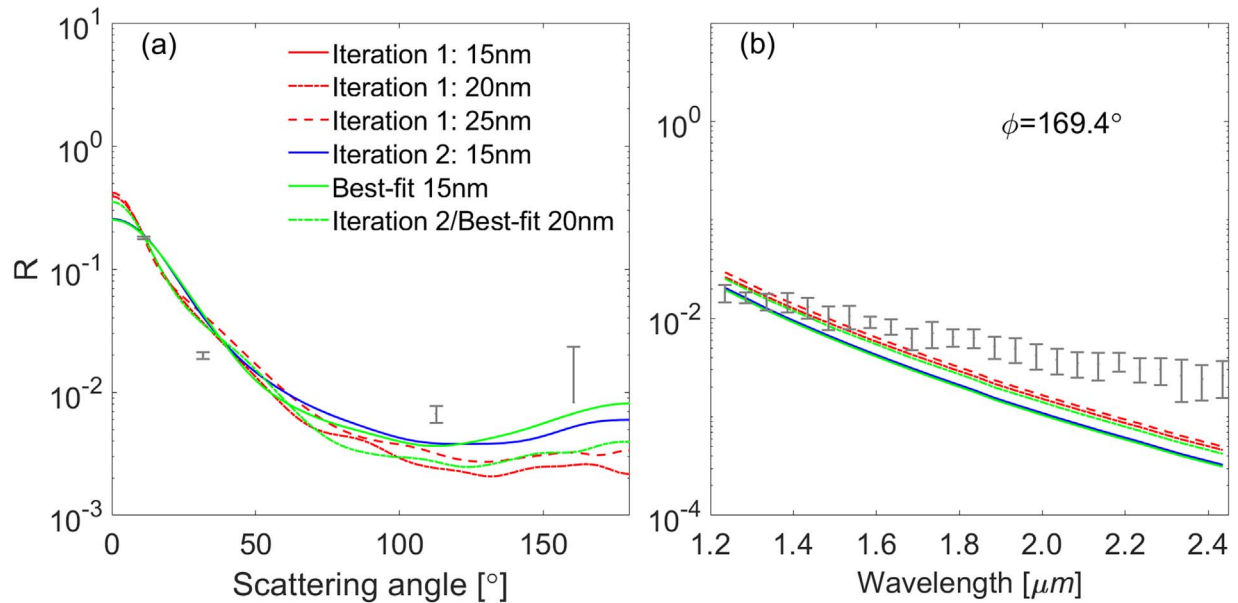 (a)
Iteration 1: 15nm
Iteration 1: 20nm
Iteration 1: 25nm
Iteration 2: 15nm
Best-fit 15nm
Iteration 2/Best-fit 20nm
10^1
10^0
10^-1
10^-2
10^-3
R
0 50 100 150
Scattering angle [°]
(b)
ϕ=169.4°
10^0
10^-2
10^-4
1.2 1.4 1.6 1.8 2.0 2.2 2.4
Wavelength [μm]